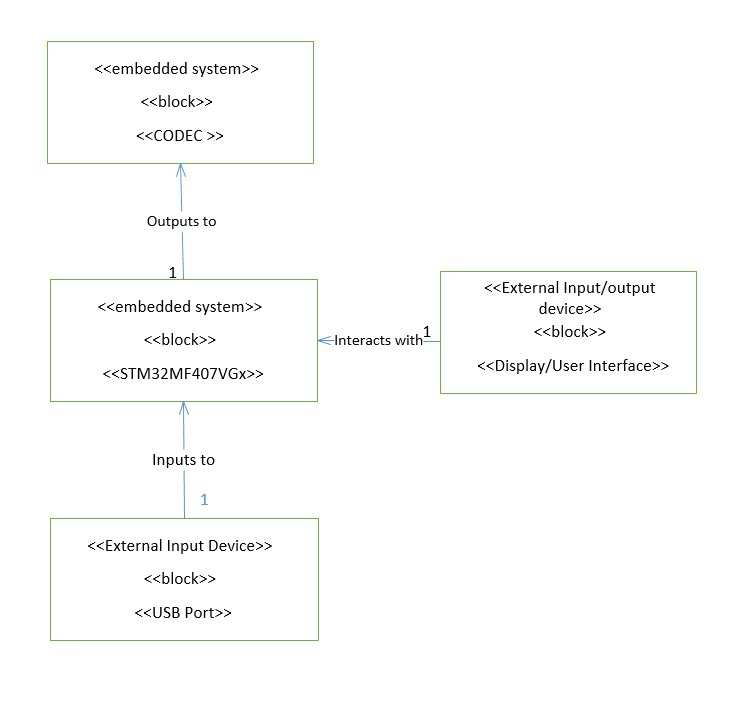 <<embedded system>>
<<block>>
<<CODEC >>
Outputs to
1
<<embedded system>>
<<block>>
<<STM32MF407VGx>>
<<External Input/output
device>>
<<block>>
<<Display/User Interface>>
Interacts with
1
Inputs to
1
<<External Input Device>>
<<block>>
<<USB Port>>